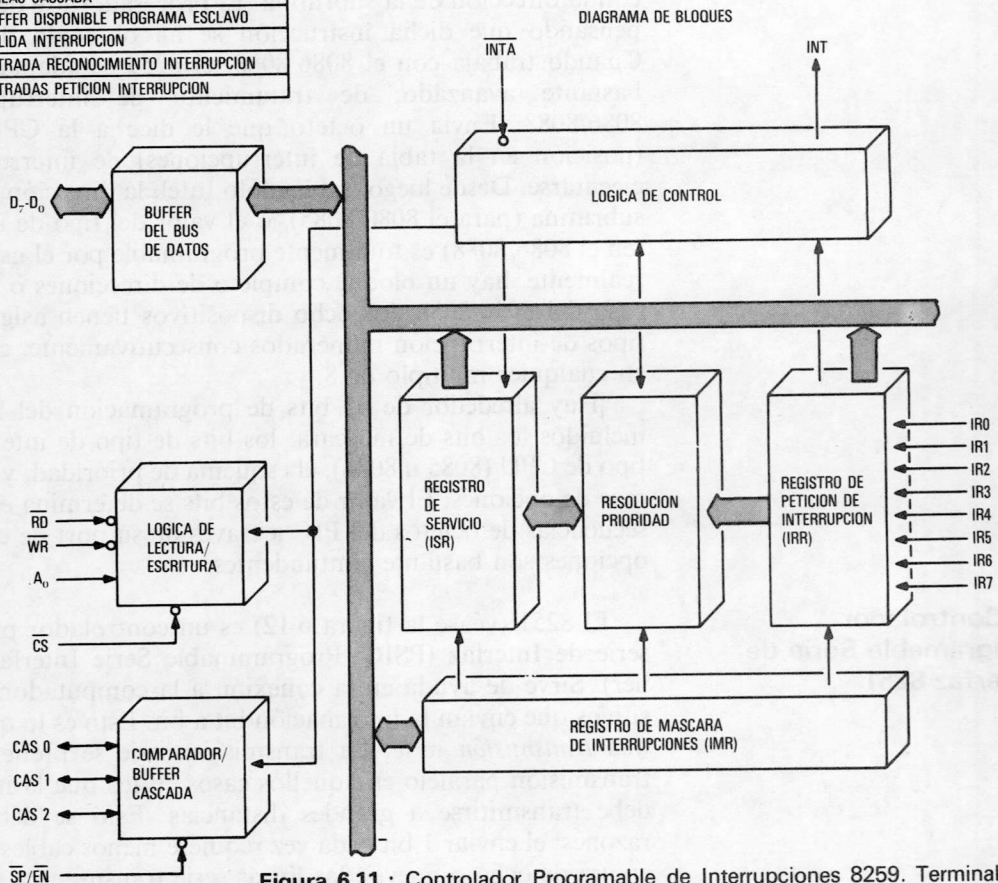 FFER DISPONIBLE PROGRAMA ESCLAVO
LIDA INTERRUPCION
TRADA RECONOCIMIENTO INTERRUPCION
TRADAS PETICION INTERRUPCION
DIAGRAMA DE BLOQUES
INTA
INT
LOGICA DE CONTROL
D7-D0
BUFFER
DEL BUS
DE DATOS
RD
WR
A0
CS
LOGICA DE
LECTURA/
ESCRITURA
REGISTRO
DE
SERVICIO
(ISR)
RESOLUCION
PRIORIDAD
REGISTRO DE
PETICION DE
INTERRUPCION
(IRR)
IR0
IR1
IR2
IR3
IR4
IR5
IR6
IR7
REGISTRO DE MASCARA
DE INTERRUPCIONES (IMR)
CAS 0
CAS 1
CAS 2
COMPARADOR/
BUFFER
CASCADA
SP/EN
Figura 6.11: Controlador Programable de Interrupciones 8259. Terminal